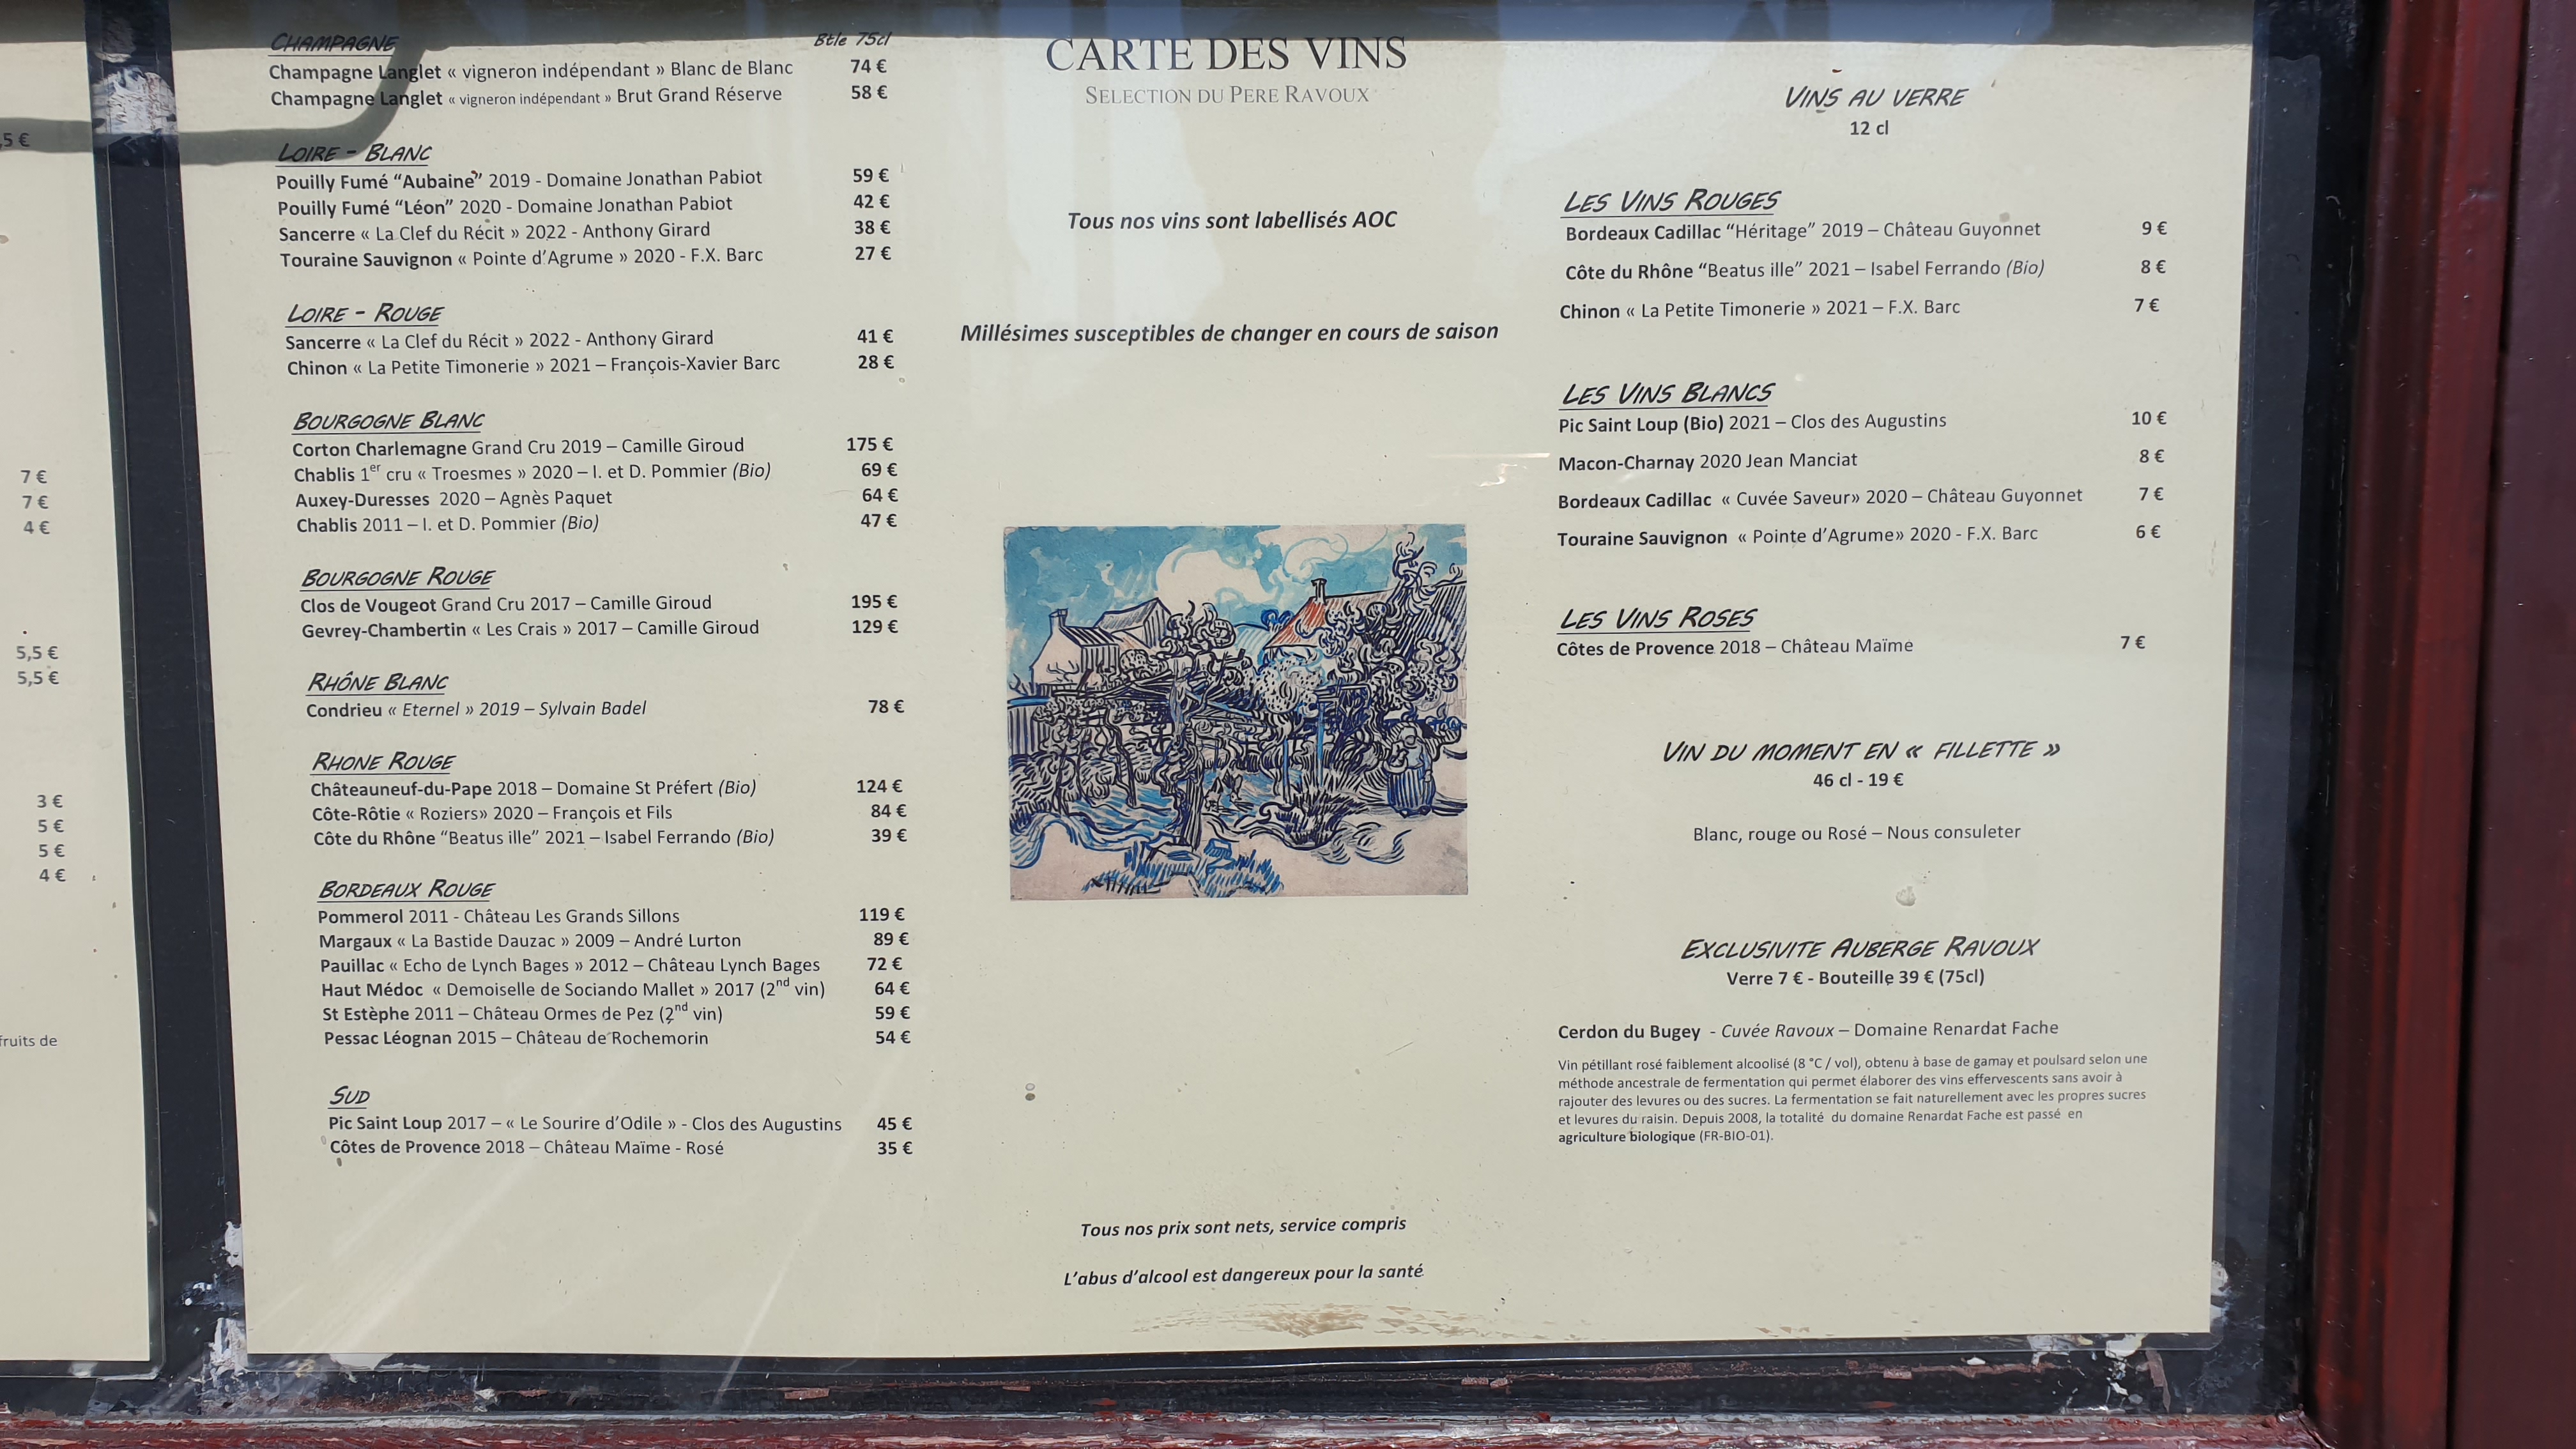 ,5 €
7 €
7 €
4 €
5,5 €
5,5 €
3 €
5 €
5 €
4 €
fruits de
CHAMPAGNE Btle 75cl
Champagne Langlet « vigneron indépendant » Blanc de Blanc 74 €
Champagne Langlet « vigneron indépendant » Brut Grand Réserve 58 €
LOIRE - BLANC
Pouilly Fumé “Aubaine” 2019 - Domaine Jonathan Pabiot 59 €
Pouilly Fumé “Léon” 2020 - Domaine Jonathan Pabiot 42 €
Sancerre « La Clef du Récit » 2022 - Anthony Girard 38 €
Touraine Sauvignon « Pointe d’Agrume » 2020 - F.X. Barc 27 €
LOIRE - ROUGE
Sancerre « La Clef du Récit » 2022 - Anthony Girard 41 €
Chinon « La Petite Timonerie » 2021 – François-Xavier Barc 28 €
BOURGOGNE BLANC
Corton Charlemagne Grand Cru 2019 – Camille Giroud 175 €
Chablis 1er cru « Troesmes » 2020 – I. et D. Pommier (Bio) 69 €
Auxey-Duresses 2020 – Agnès Paquet 64 €
Chablis 2011 – I. et D. Pommier (Bio) 47 €
BOURGOGNE ROUGE
Clos de Vougeot Grand Cru 2017 – Camille Giroud 195 €
Gevrey-Chambertin « Les Crais » 2017 – Camille Giroud 129 €
RHÔNE BLANC
Condrieu « Eternel » 2019 – Sylvain Badel 78 €
RHONE ROUGE
Châteauneuf-du-Pape 2018 – Domaine St Préfert (Bio) 124 €
Côte-Rôtie « Roziers» 2020 – François et Fils 84 €
Côte du Rhône “Beatus ille” 2021 – Isabel Ferrando (Bio) 39 €
BORDEAUX ROUGE
Pommerol 2011 - Château Les Grands Sillons 119 €
Margaux « La Bastide Dauzac » 2009 – André Lurton 89 €
Pauillac « Echo de Lynch Bages » 2012 – Château Lynch Bages 72 €
Haut Médoc « Demoiselle de Sociando Mallet » 2017 (2nd vin) 64 €
St Estèphe 2011 – Château Ormes de Pez (2nd vin) 59 €
Pessac Léognan 2015 – Château de Rochemorin 54 €
SUD
Pic Saint Loup 2017 – « Le Sourire d’Odile » - Clos des Augustins 45 €
Côtes de Provence 2018 – Château Maïme - Rosé 35 €
CARTE DES VINS
SELECTION DU PERE RAVOUX
Tous nos vins sont labellisés AOC
Millésimes susceptibles de changer en cours de saison
Tous nos prix sont nets, service compris
L’abus d’alcool est dangereux pour la santé
VINS AU VERRE
12 cl
LES VINS ROUGES
Bordeaux Cadillac “Héritage” 2019 – Château Guyonnet 9 €
Côte du Rhône “Beatus ille” 2021 – Isabel Ferrando (Bio) 8 €
Chinon « La Petite Timonerie » 2021 – F.X. Barc 7 €
LES VINS BLANCS
Pic Saint Loup (Bio) 2021 – Clos des Augustins 10 €
Macon-Charnay 2020 Jean Manciat 8 €
Bordeaux Cadillac « Cuvée Saveur» 2020 – Château Guyonnet 7 €
Touraine Sauvignon « Pointe d’Agrume» 2020 - F.X. Barc 6 €
LES VINS ROSES
Côtes de Provence 2018 – Château Maïme 7 €
VIN DU MOMENT EN « FILLETTE »
46 cl - 19 €
Blanc, rouge ou Rosé – Nous consuleter
EXCLUSIVITE AUBERGE RAVOUX
Verre 7 € - Bouteille 39 € (75cl)
Cerdon du Bugey - Cuvée Ravoux – Domaine Renardat Fache
Vin pétillant rosé faiblement alcoolisé (8 °C / vol), obtenu à base de gamay et poulsard selon une
méthode ancestrale de fermentation qui permet élaborer des vins effervescents sans avoir à
rajouter des levures ou des sucres. La fermentation se fait naturellement avec les propres sucres
et levures du raisin. Depuis 2008, la totalité du domaine Renardat Fache est passé en
agriculture biologique (FR-BIO-01).